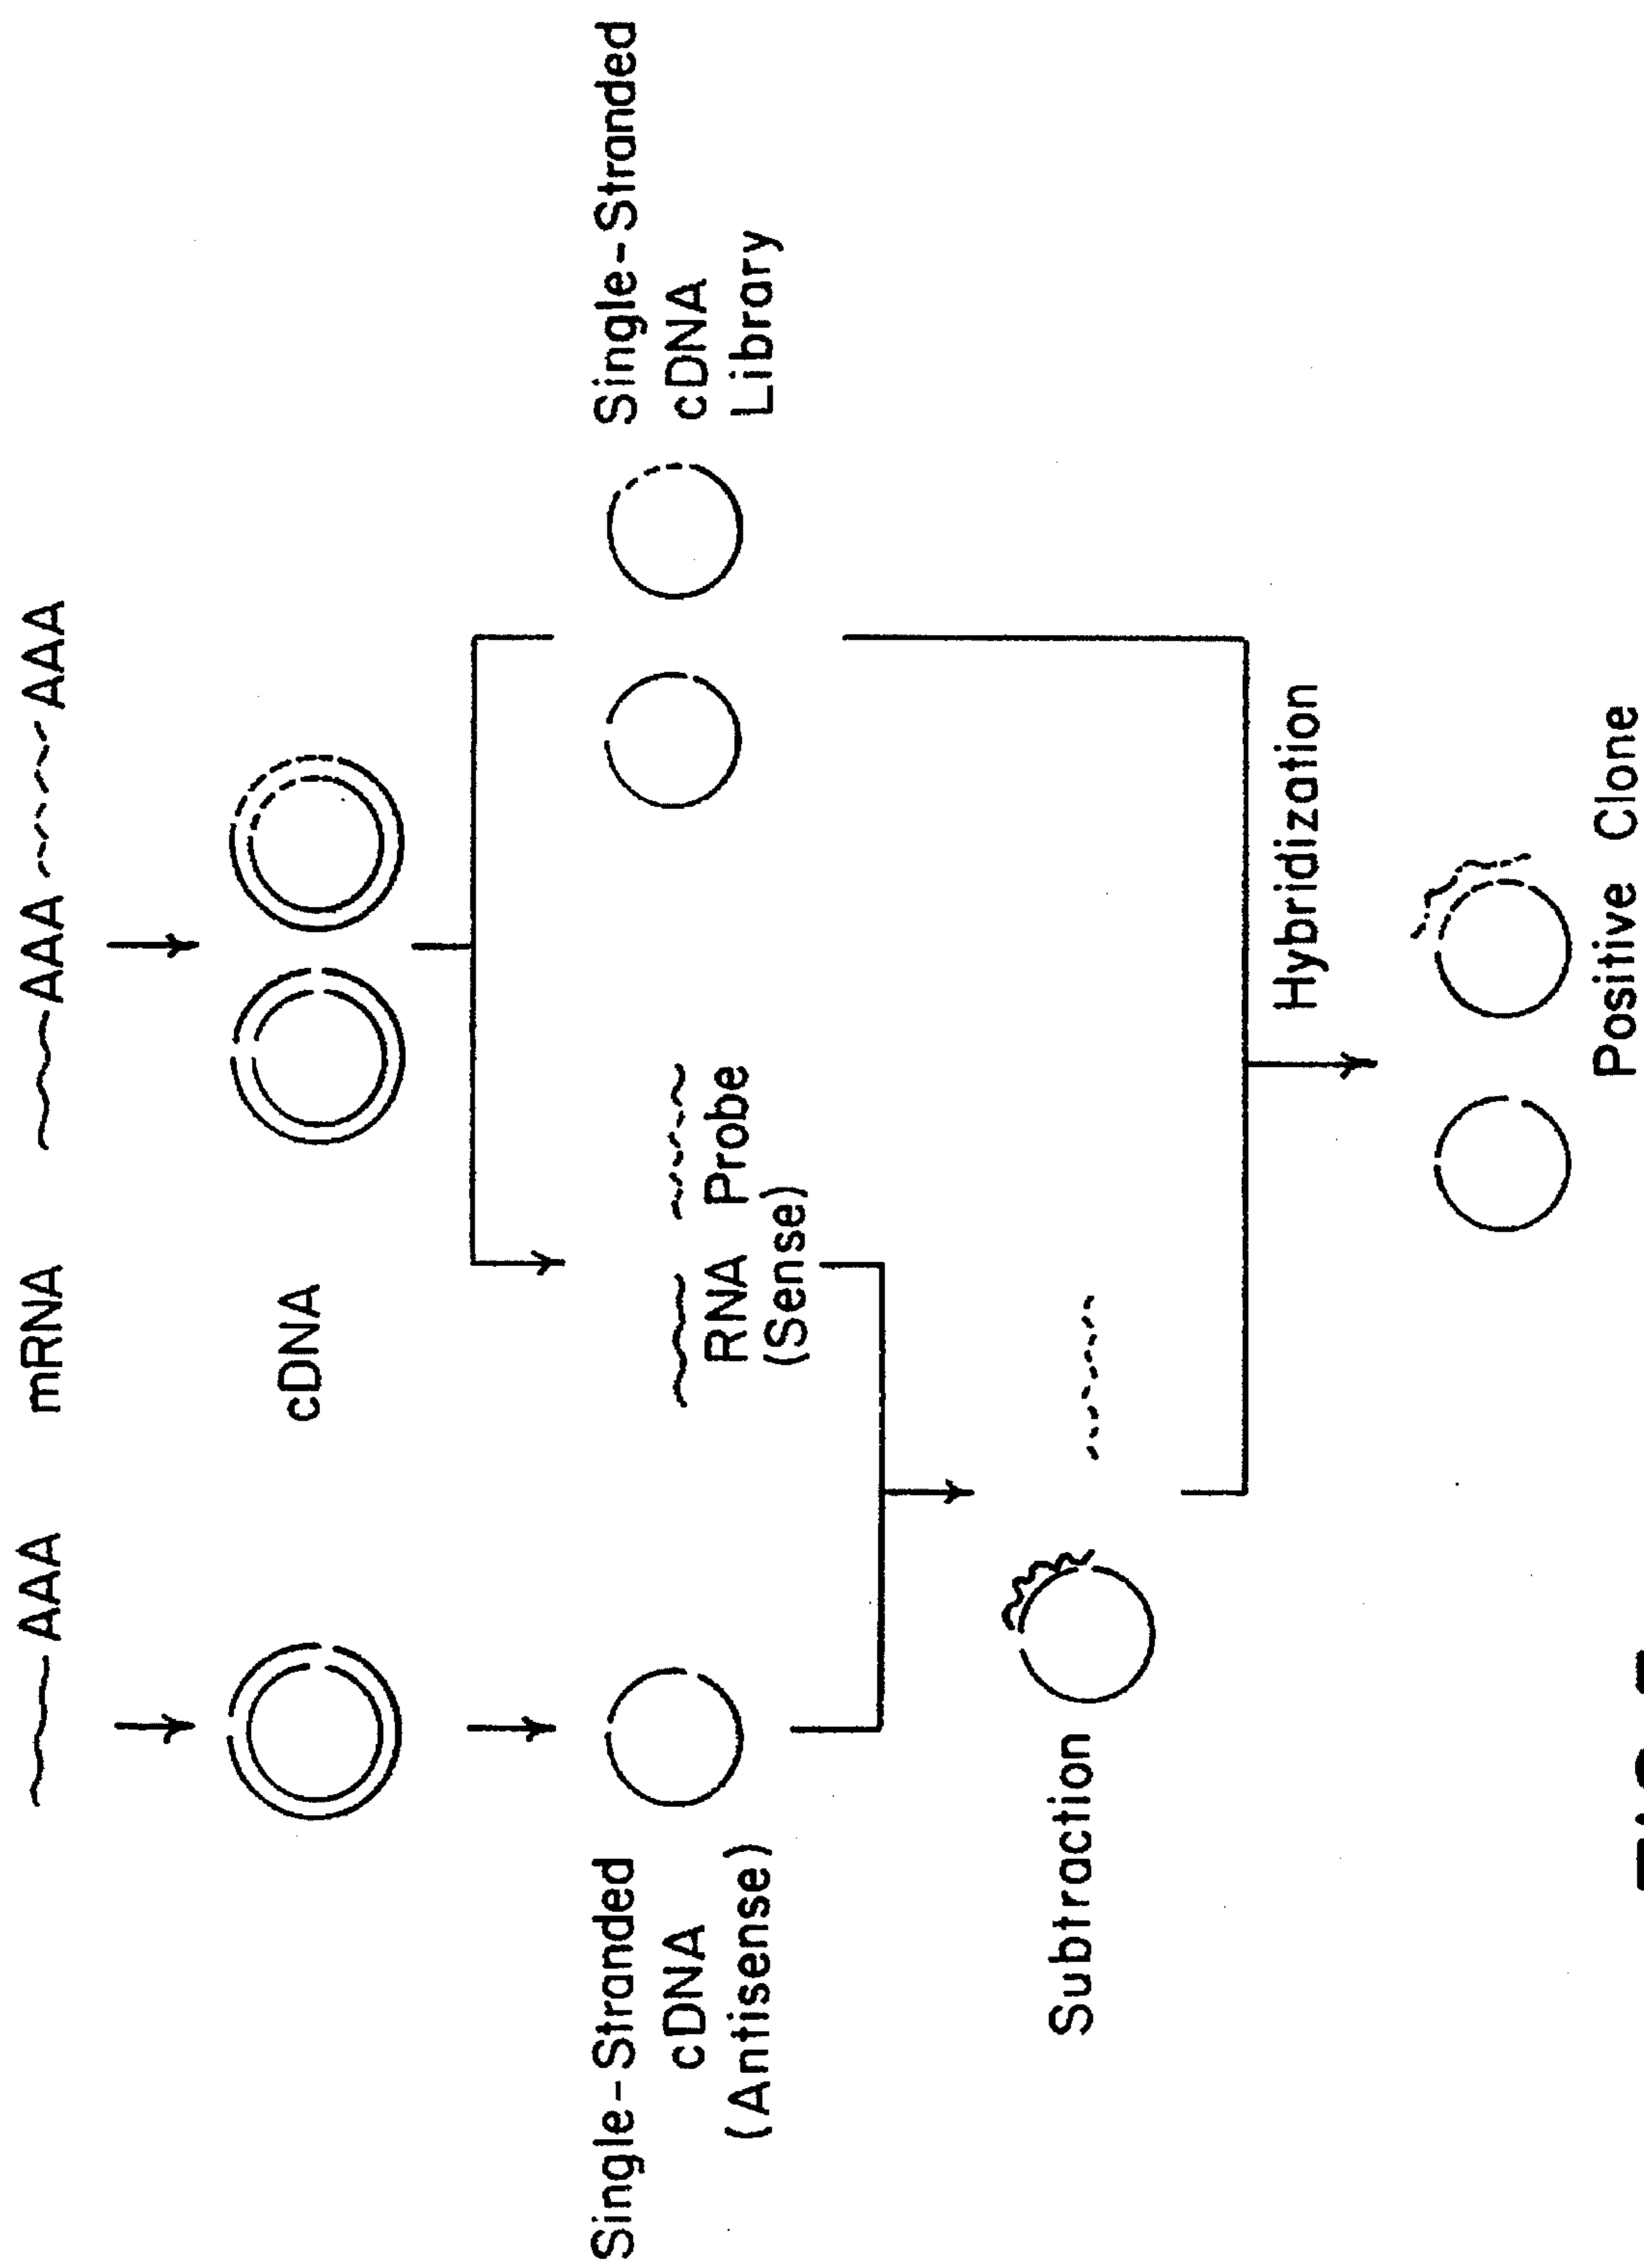 AAA
mRNA
AAA
AAA
cDNA
Single-Stranded
cDNA
(Antisense)
RNA Probe
(Sense)
Single-Stranded
cDNA
Library
Subtraction
Hybridization
Positive Clone